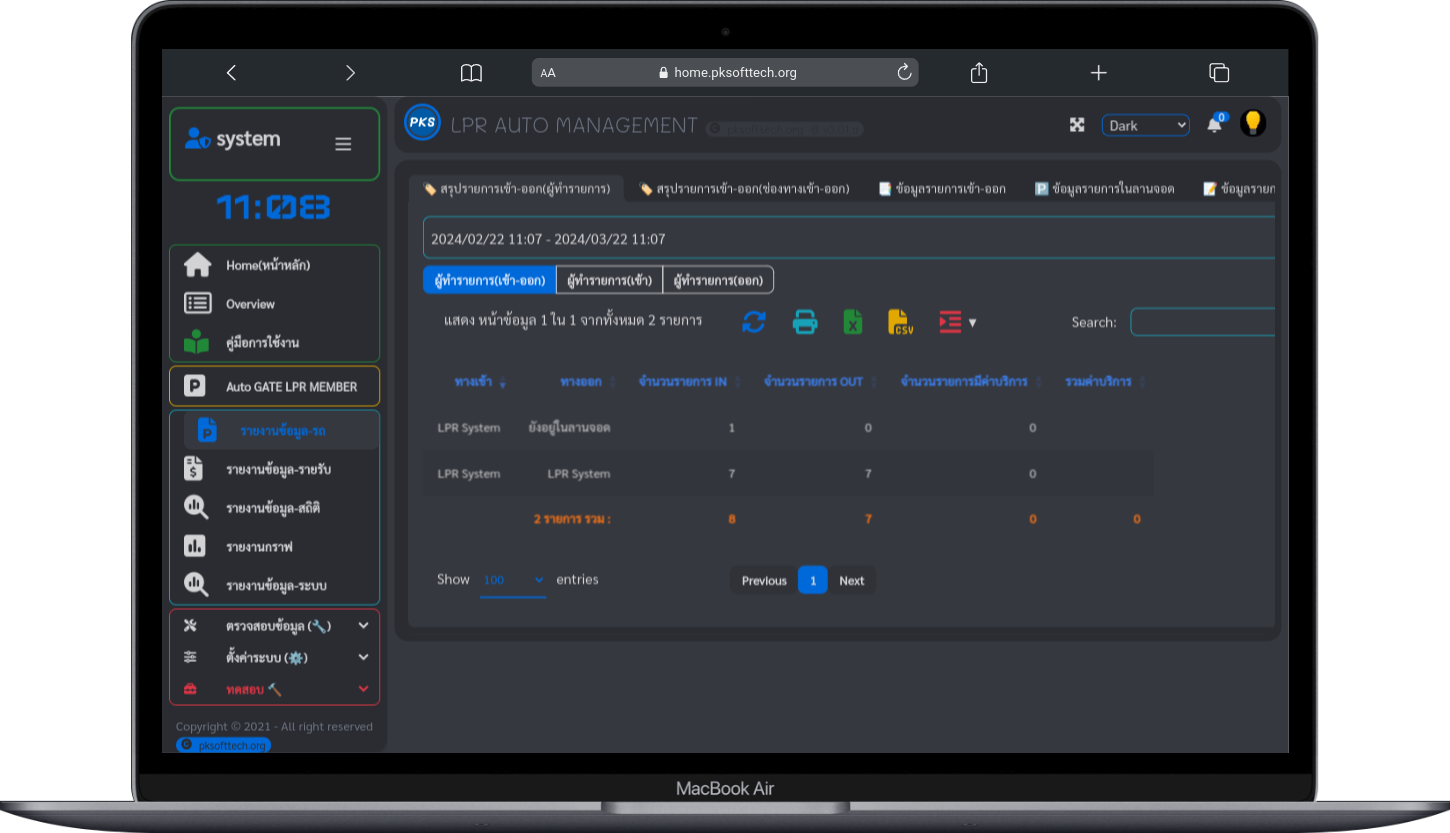 AA
home.pksofttech.org
system
11:08
Home(หน้าหลัก)
Overview
คู่มือการใช้งาน
Auto GATE LPR MEMBER
รายงานข้อมูล-รถ
รายงานข้อมูล-รายรับ
รายงานข้อมูล-สถิติ
รายงานกราฟ
รายงานข้อมูล-ระบบ
ตรวจสอบข้อมูล (🔧)
ตั้งค่าระบบ (⚙️)
ทดสอบ 🔨
Copyright © 2021 - All right reserved
© pksofttech.org
PKS LPR AUTO MANAGEMENT
Dark
0
สรุปรายการเข้า-ออก(ผู้ทำรายการ) สรุปรายการเข้า-ออก(ช่องทางเข้า-ออก) ข้อมูลรายการเข้า-ออก ข้อมูลรายการในลานจอด ข้อมูลรายก
2024/02/22 11:07 - 2024/03/22 11:07
ผู้ทำรายการ(เข้า-ออก) ผู้ทำรายการ(เข้า) ผู้ทำรายการ(ออก)
แสดง หน้าข้อมูล 1 ใน 1 จากทั้งหมด 2 รายการ CSV Search:
ทางเข้า ทางออก จำนวนรายการ IN จำนวนรายการ OUT จำนวนรายการมีค่าบริการ รวมค่าบริการ
LPR System ยังอยู่ในลานจอด 1 0 0
LPR System LPR System 7 7 0
2 รายการ รวม : 8 7 0 0
Show 100 entries Previous 1 Next
MacBook Air